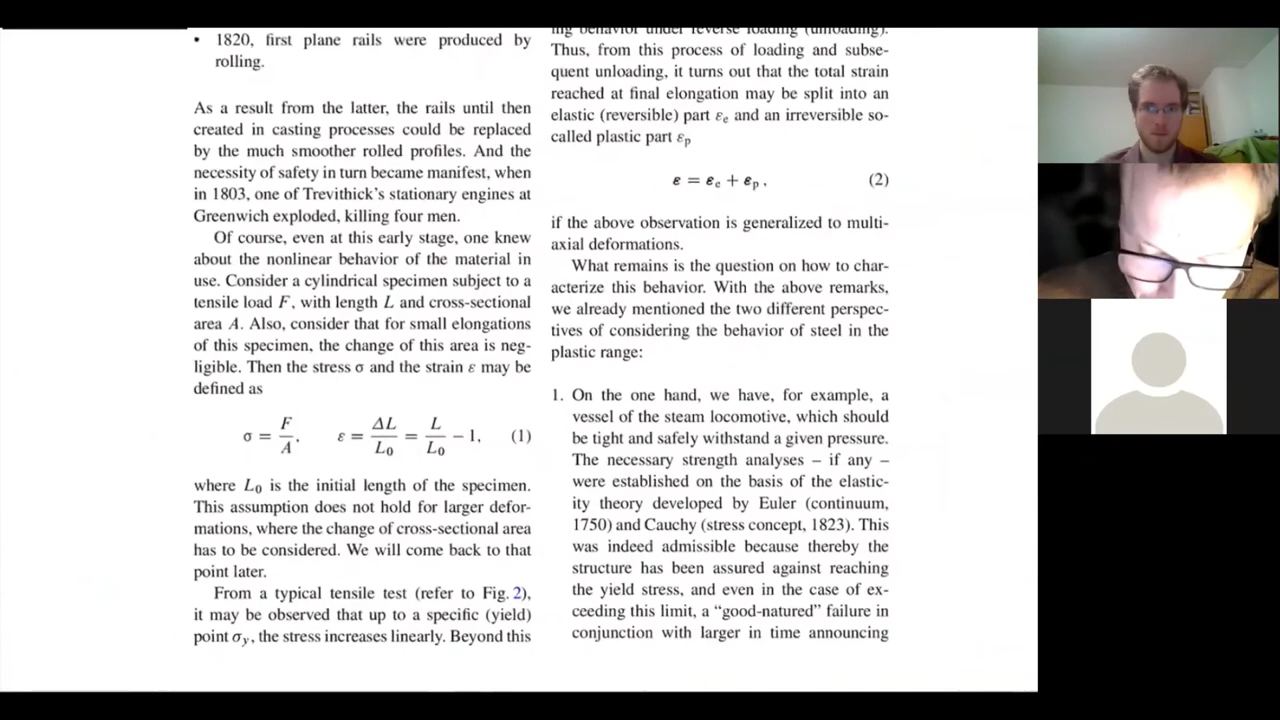 • 1820, first plane rails were produced by
rolling.
As a result from the latter, the rails until then
created in casting processes could be replaced
by the much smoother rolled profiles. And the
necessity of safety in turn became manifest, when
in 1803, one of Trevithick's stationary engines at
Greenwich exploded, killing four men.
Of course, even at this early stage, one knew
about the nonlinear behavior of the material in
use. Consider a cylindrical specimen subject to a
tensile load F, with length L and cross-sectional
area A. Also, consider that for small elongations
of this specimen, the change of this area is neg-
ligible. Then the stress σ and the strain ε may be
defined as
σ = F/A, ε = ΔL/L₀ = L/L₀ − 1, (1)
where L₀ is the initial length of the specimen.
This assumption does not hold for larger defor-
mations, where the change of cross-sectional area
has to be considered. We will come back to that
point later.
From a typical tensile test (refer to Fig. 2),
it may be observed that up to a specific (yield)
point σy, the stress increases linearly. Beyond this
ing behavior under reverse loading (unloading).
Thus, from this process of loading and subse-
quent unloading, it turns out that the total strain
reached at final elongation may be split into an
elastic (reversible) part εe and an irreversible so-
called plastic part εp
ε = εe + εp, (2)
if the above observation is generalized to multi-
axial deformations.
What remains is the question on how to char-
acterize this behavior. With the above remarks,
we already mentioned the two different perspec-
tives of considering the behavior of steel in the
plastic range:
1. On the one hand, we have, for example, a
vessel of the steam locomotive, which should
be tight and safely withstand a given pressure.
The necessary strength analyses – if any –
were established on the basis of the elastic-
ity theory developed by Euler (continuum,
1750) and Cauchy (stress concept, 1823). This
was indeed admissible because thereby the
structure has been assured against reaching
the yield stress, and even in the case of ex-
ceeding this limit, a “good-natured” failure in
conjunction with larger in time announcing